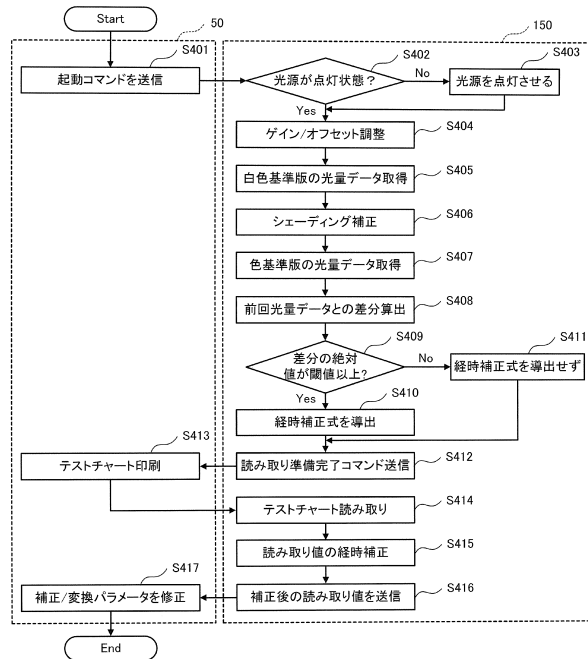 Start
50
150
S401
起動コマンドを送信
S402
光源が点灯状態？
No
S403
光源を点灯させる
Yes
S404
ゲイン/オフセット調整
S405
白色基準版の光量データ取得
S406
シェーディング補正
S407
色基準版の光量データ取得
S408
前回光量データとの差分算出
S409
差分の絶対
値が閾値以上?
No
S411
経時補正式を導出せず
Yes
S410
経時補正式を導出
S412
読み取り準備完了コマンド送信
S413
テストチャート印刷
S414
テストチャート読み取り
S415
読み取り値の経時補正
S416
補正後の読み取り値を送信
S417
補正/変換パラメータを修正
End